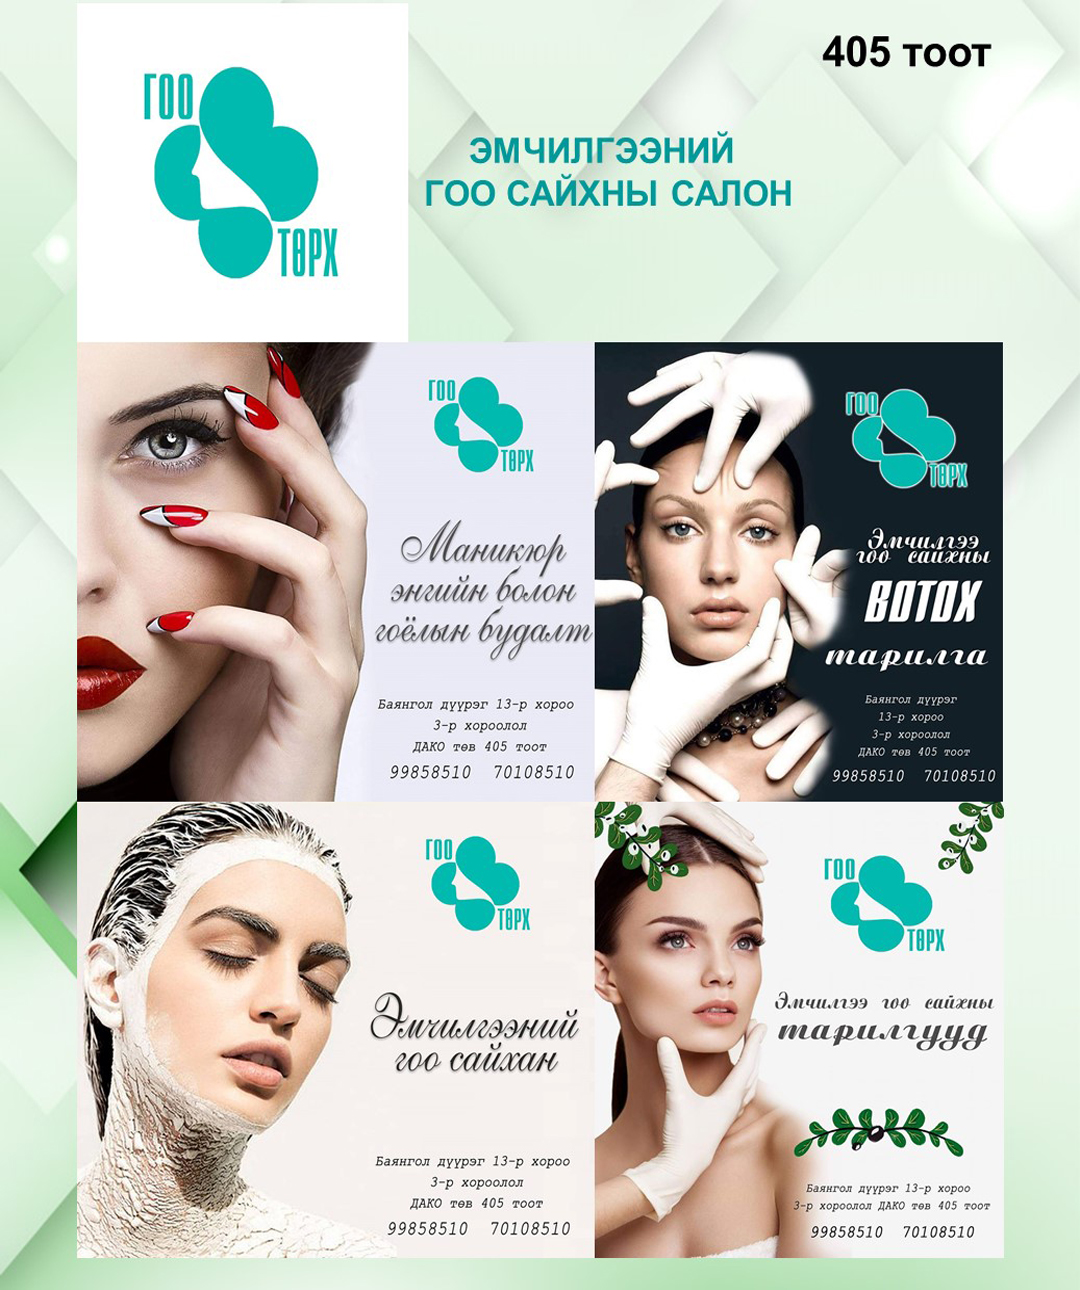 405 тоот
ГОО
ТӨРХ
ЭМЧИЛГЭЭНИЙ
ГОО САЙХНЫ САЛОН
ГОО
ТӨРХ
Маникюр
энгийн болон
гоёлын будалт
Баянгол дүүрэг 13-р хороо
3-р хороолол
ДАКО төв 405 тоот
99858510 70108510
ГОО
ТӨРХ
Эмчилгээ
гоо сайхны
BOTOX
тарилга
Баянгол дүүрэг
13-р хороо
3-р хороолол
ДАКО төв 405 тоот
99858510 70108510
ГОО
ТӨРХ
Эмчилгээний
гоо сайхан
Баянгол дүүрэг 13-р хороо
3-р хороолол
ДАКО төв 405 тоот
99858510 70108510
ГОО
ТӨРХ
Эмчилгээ гоо сайхны
тарилгууд
Баянгол дүүрэг 13-р хороо
3-р хороолол ДАКО төв 405 тоот
99858510 70108510